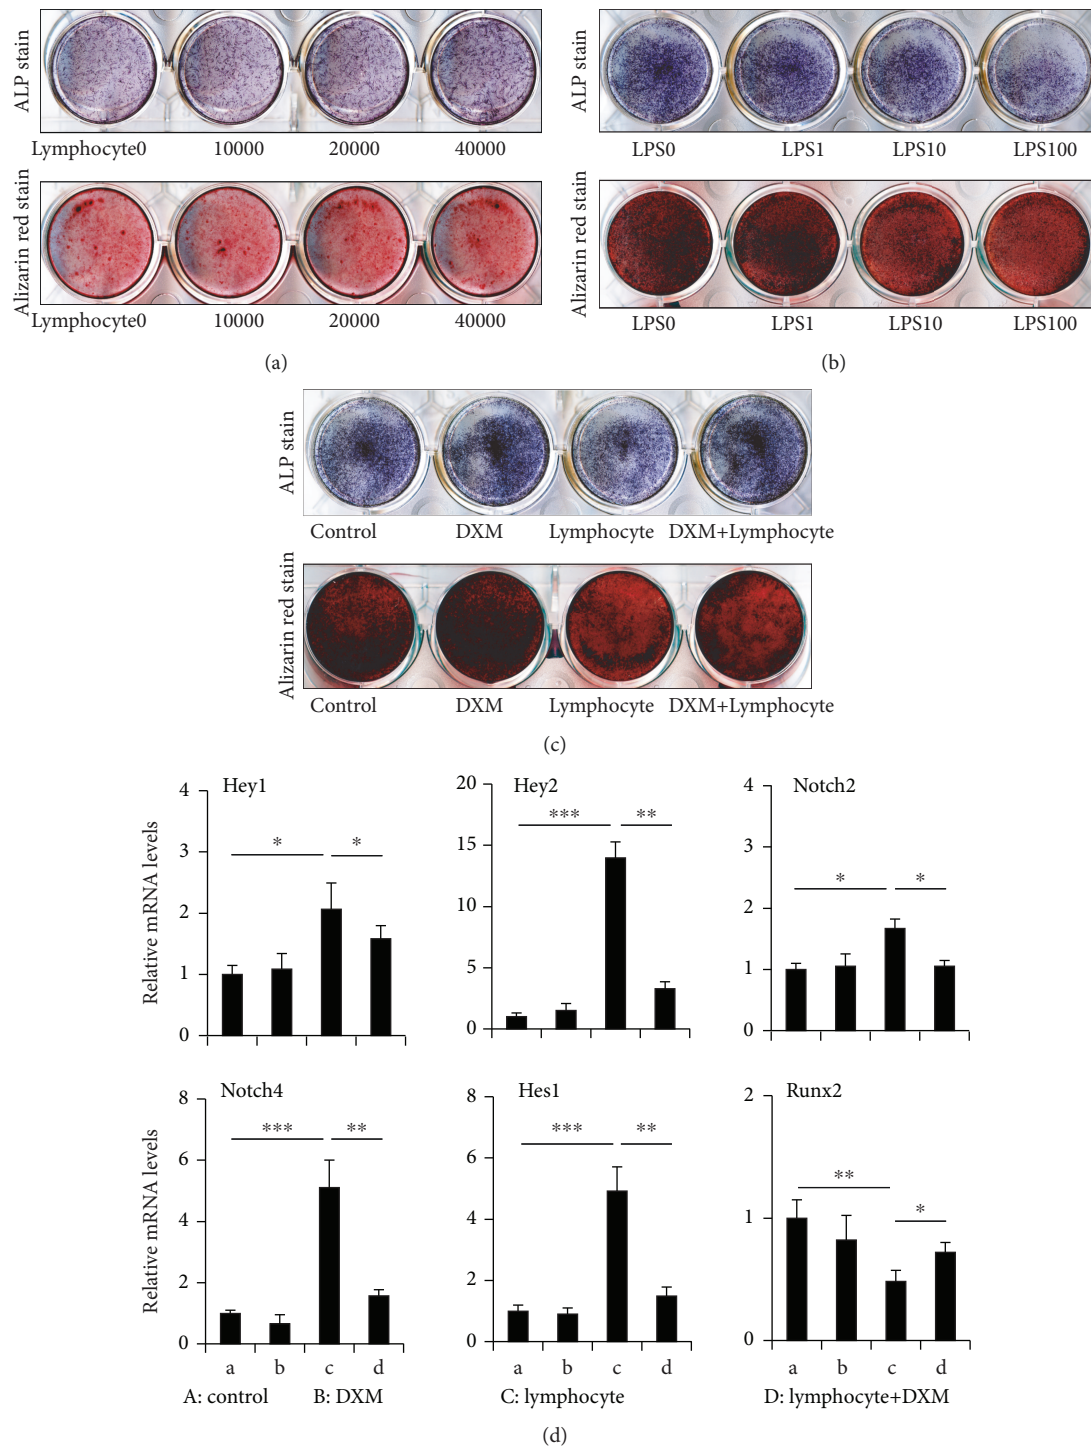 ALP stain
Lymphocyte0 10000 20000 40000
Alizarin red stain
Lymphocyte0 10000 20000 40000
(a)
ALP stain
LPS0 LPS1 LPS10 LPS100
Alizarin red stain
LPS0 LPS1 LPS10 LPS100
(b)
ALP stain
Control DXM Lymphocyte DXM+Lymphocyte
Alizarin red stain
Control DXM Lymphocyte DXM+Lymphocyte
(c)
Relative mRNA levels
Hey1
4
3
2
1
0
* *
Hey2
20
15
10
5
0
*** **
Notch2
4
3
2
1
0
* *
Relative mRNA levels
Notch4
8
6
4
2
0
*** **
a b c d
Hes1
8
6
4
2
0
*** **
a b c d
Runx2
2
1
0
** *
a b c d
A: control B: DXM C: lymphocyte D: lymphocyte+DXM
(d)